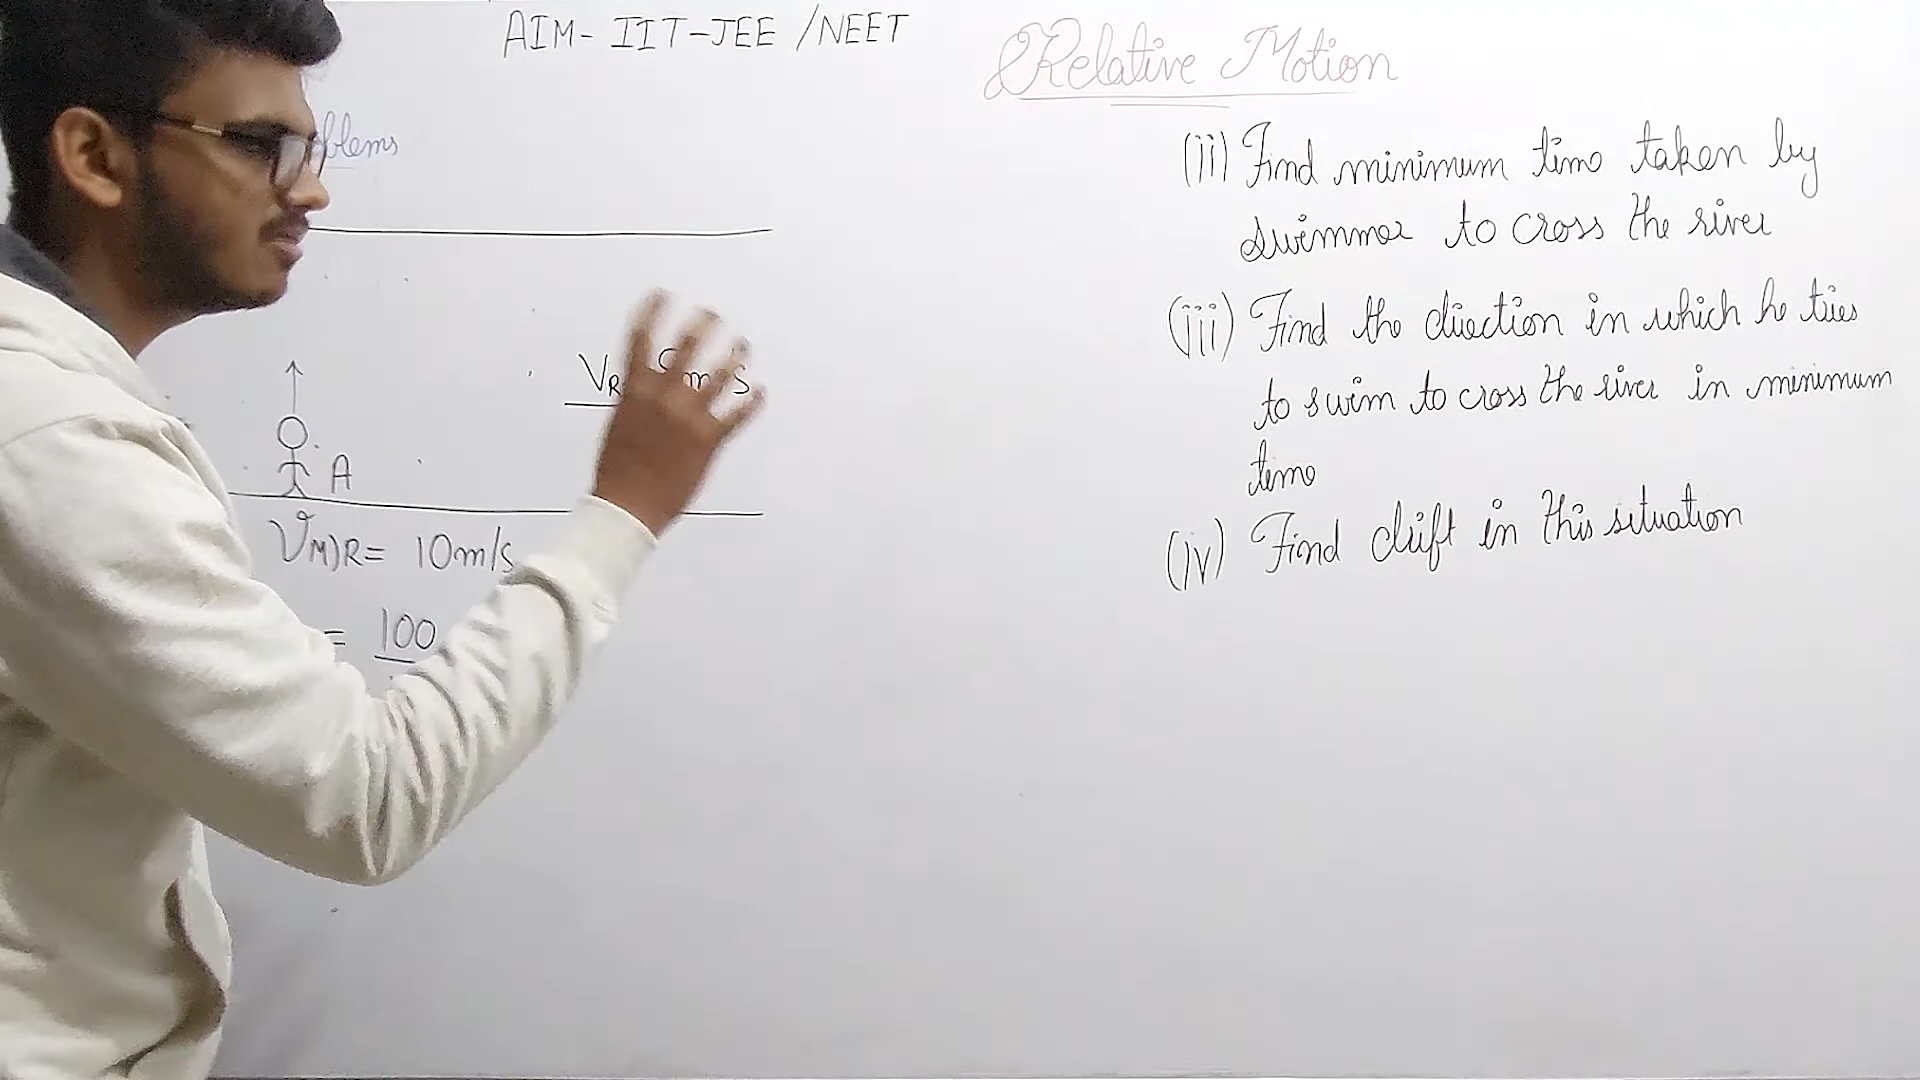 AIM-IIT-JEE/NEET
Relative Motion
(ii) Find minimum time taken by
swimmer to cross the river
(iii) Find the direction in which he tries
to swim to cross the river in minimum
time
(iv) Find drift in this situation
V_R
A
V_M/R = 10m/s
= 100